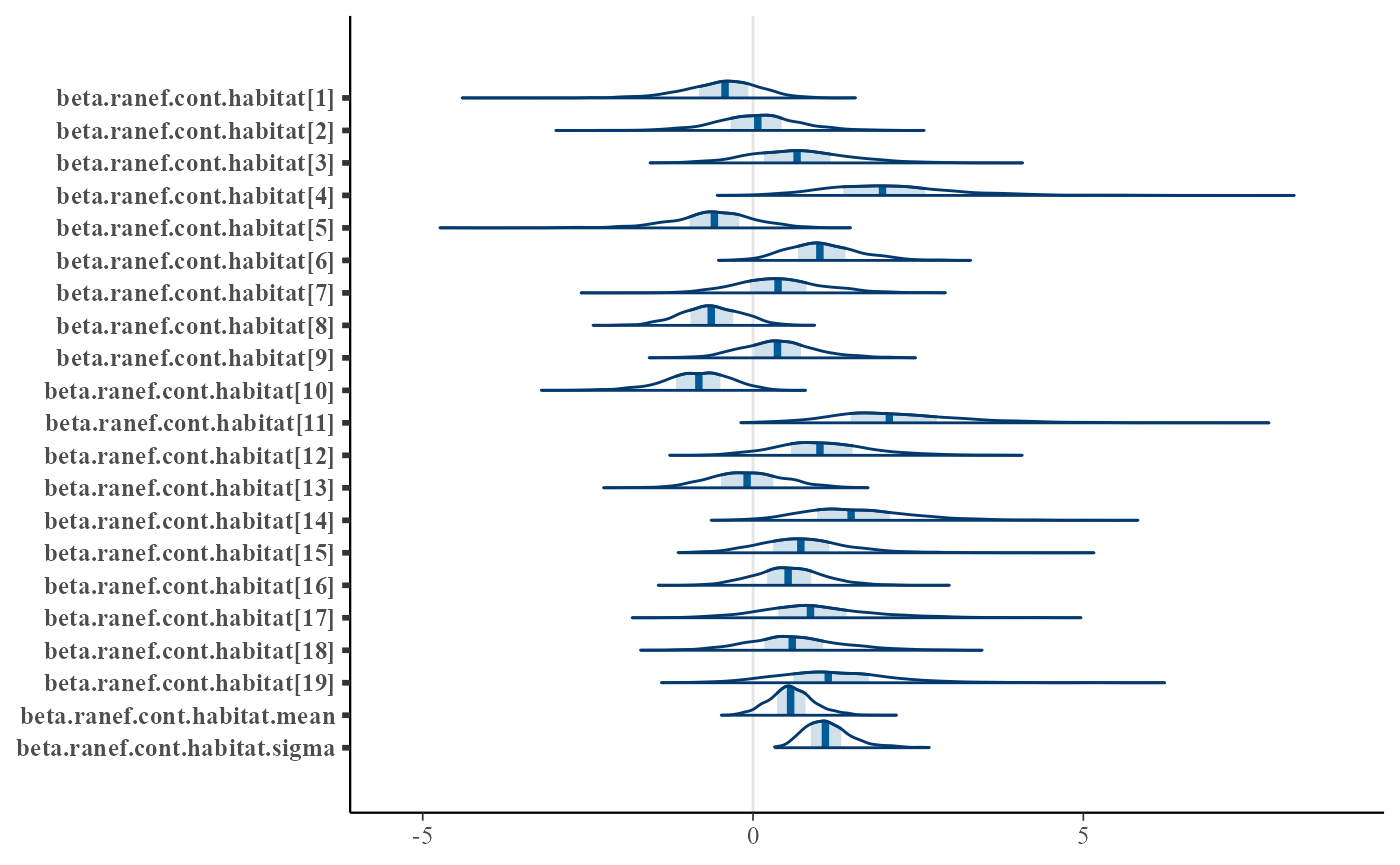 beta.ranef.cont.habitat[1]
beta.ranef.cont.habitat[2]
beta.ranef.cont.habitat[3]
beta.ranef.cont.habitat[4]
beta.ranef.cont.habitat[5]
beta.ranef.cont.habitat[6]
beta.ranef.cont.habitat[7]
beta.ranef.cont.habitat[8]
beta.ranef.cont.habitat[9]
beta.ranef.cont.habitat[10]
beta.ranef.cont.habitat[11]
beta.ranef.cont.habitat[12]
beta.ranef.cont.habitat[13]
beta.ranef.cont.habitat[14]
beta.ranef.cont.habitat[15]
beta.ranef.cont.habitat[16]
beta.ranef.cont.habitat[17]
beta.ranef.cont.habitat[18]
beta.ranef.cont.habitat[19]
beta.ranef.cont.habitat.mean
beta.ranef.cont.habitat.sigma
-5 0 5